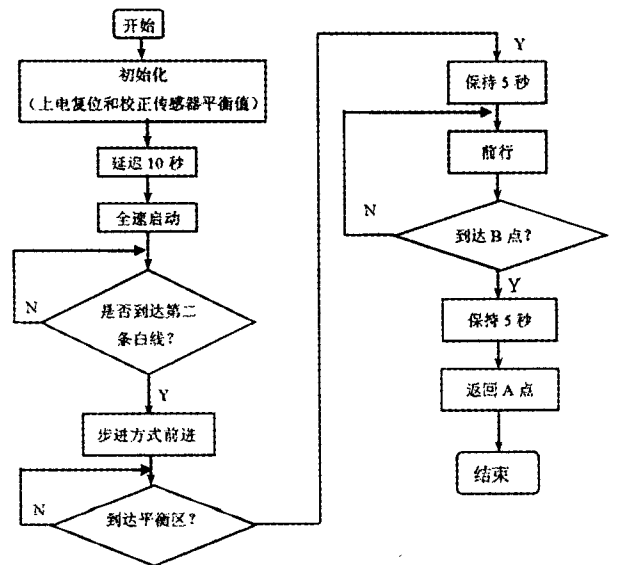 开始
初始化
（上电复位和校正传感器平衡值）
延迟10秒
全速启动
N
是否到达第二
条白线？
Y
步进方式前进
N
到达平衡区？
Y
保持5秒
前行
N
到达B点？
Y
保持5秒
返回A点
结束